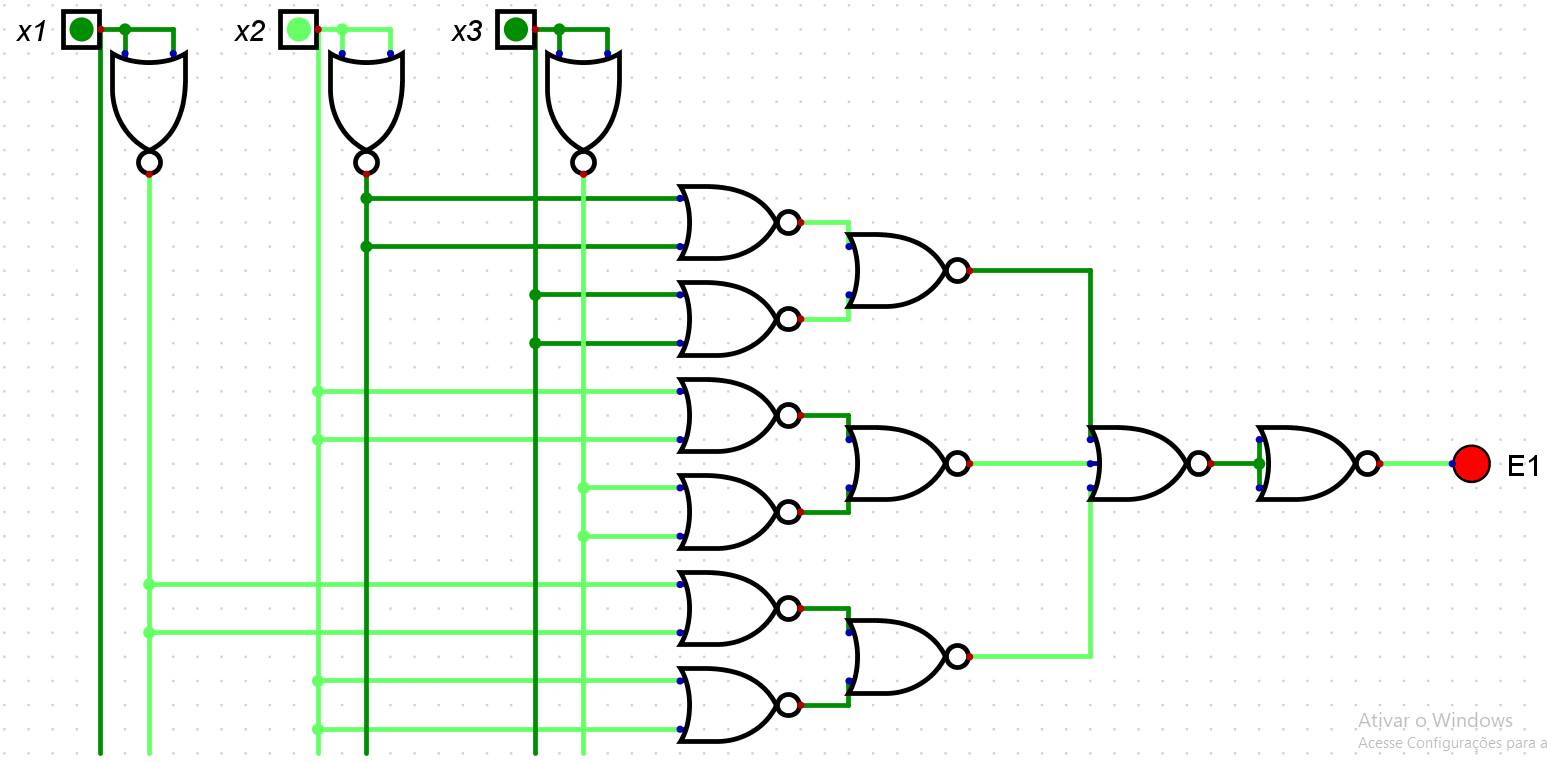 x1 x2 x3
E1
Ativar o Windows
Acesse Configurações para a